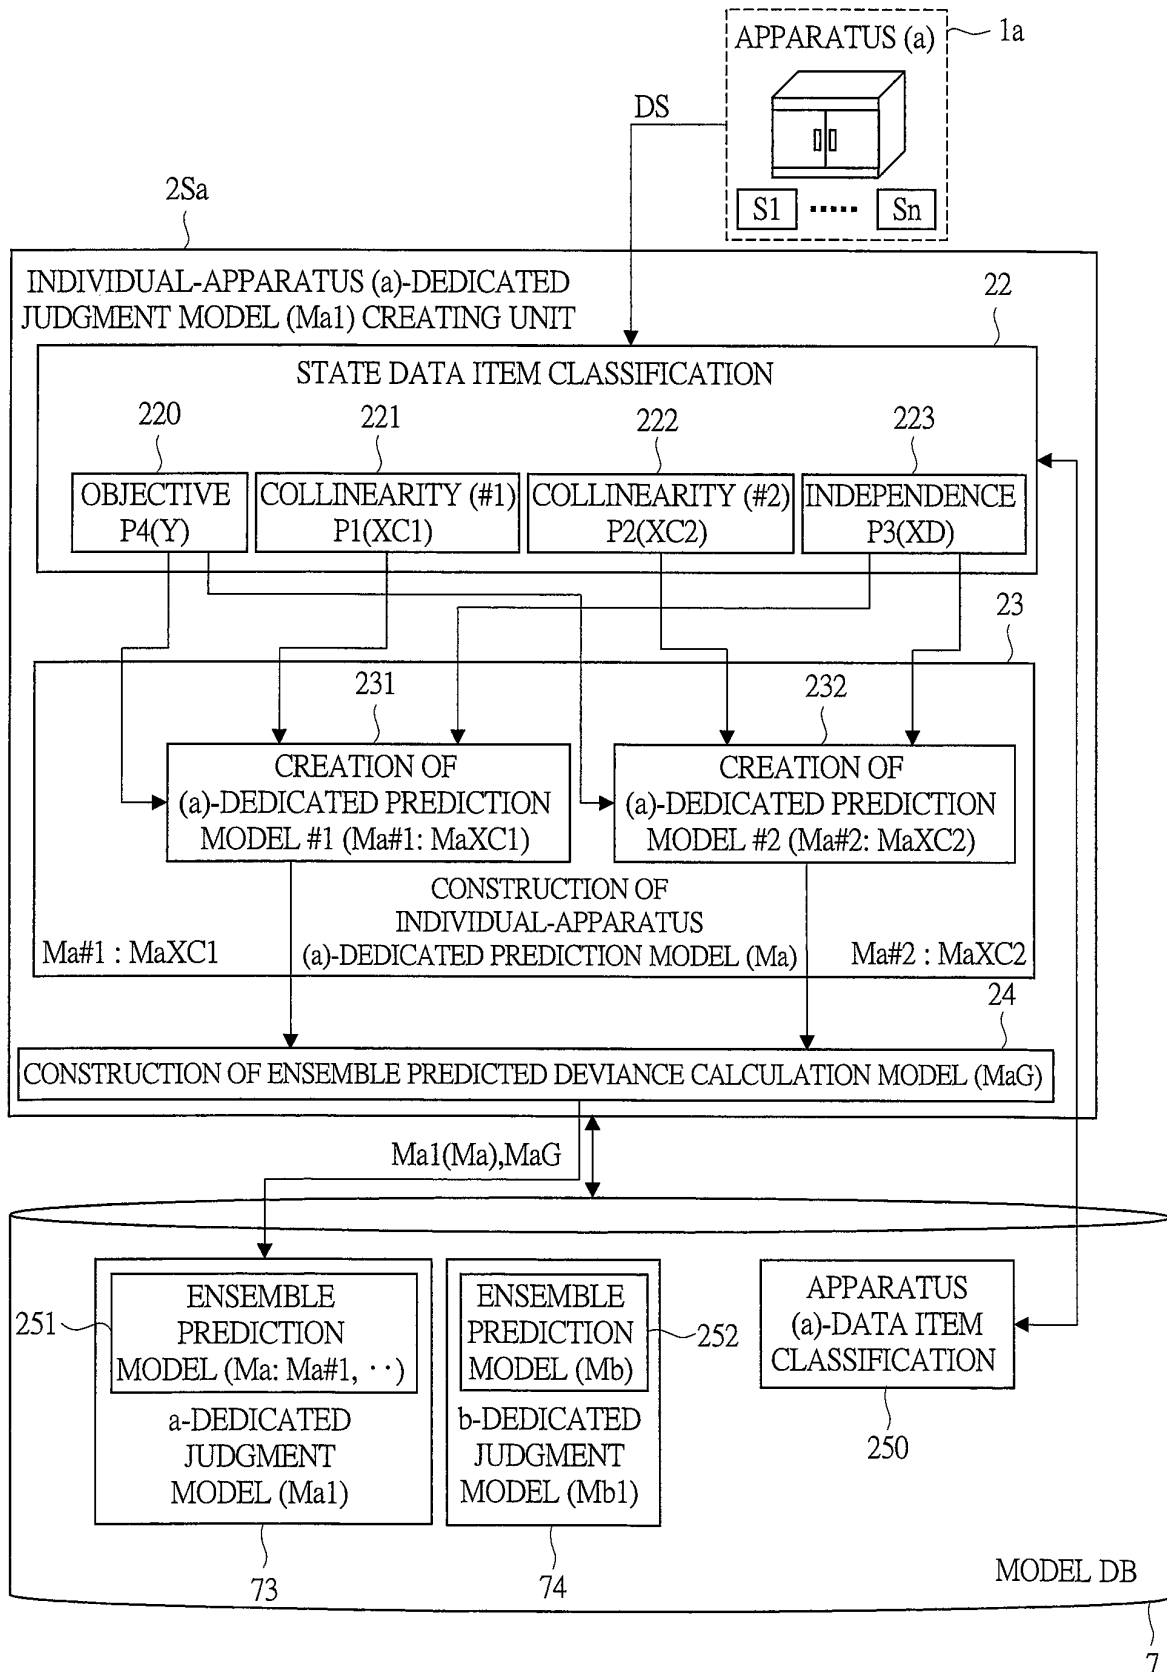 APPARATUS (a)
1a
DS
S1 ····· Sn
2Sa
INDIVIDUAL-APPARATUS (a)-DEDICATED
JUDGMENT MODEL (Ma1) CREATING UNIT
22
STATE DATA ITEM CLASSIFICATION
220
221
222
223
OBJECTIVE
P4(Y)
COLLINEARITY (#1)
P1(XC1)
COLLINEARITY (#2)
P2(XC2)
INDEPENDENCE
P3(XD)
23
231
232
CREATION OF
(a)-DEDICATED PREDICTION
MODEL #1 (Ma#1: MaXC1)
CREATION OF
(a)-DEDICATED PREDICTION
MODEL #2 (Ma#2: MaXC2)
CONSTRUCTION OF
INDIVIDUAL-APPARATUS
(a)-DEDICATED PREDICTION MODEL (Ma)
Ma#1 : MaXC1
Ma#2 : MaXC2
24
CONSTRUCTION OF ENSEMBLE PREDICTED DEVIANCE CALCULATION MODEL (MaG)
Ma1(Ma),MaG
251
ENSEMBLE
PREDICTION
MODEL (Ma: Ma#1, ··)
a-DEDICATED
JUDGMENT
MODEL (Ma1)
73
ENSEMBLE
PREDICTION
MODEL (Mb)
252
b-DEDICATED
JUDGMENT
MODEL (Mb1)
74
APPARATUS
(a)-DATA ITEM
CLASSIFICATION
250
MODEL DB
7